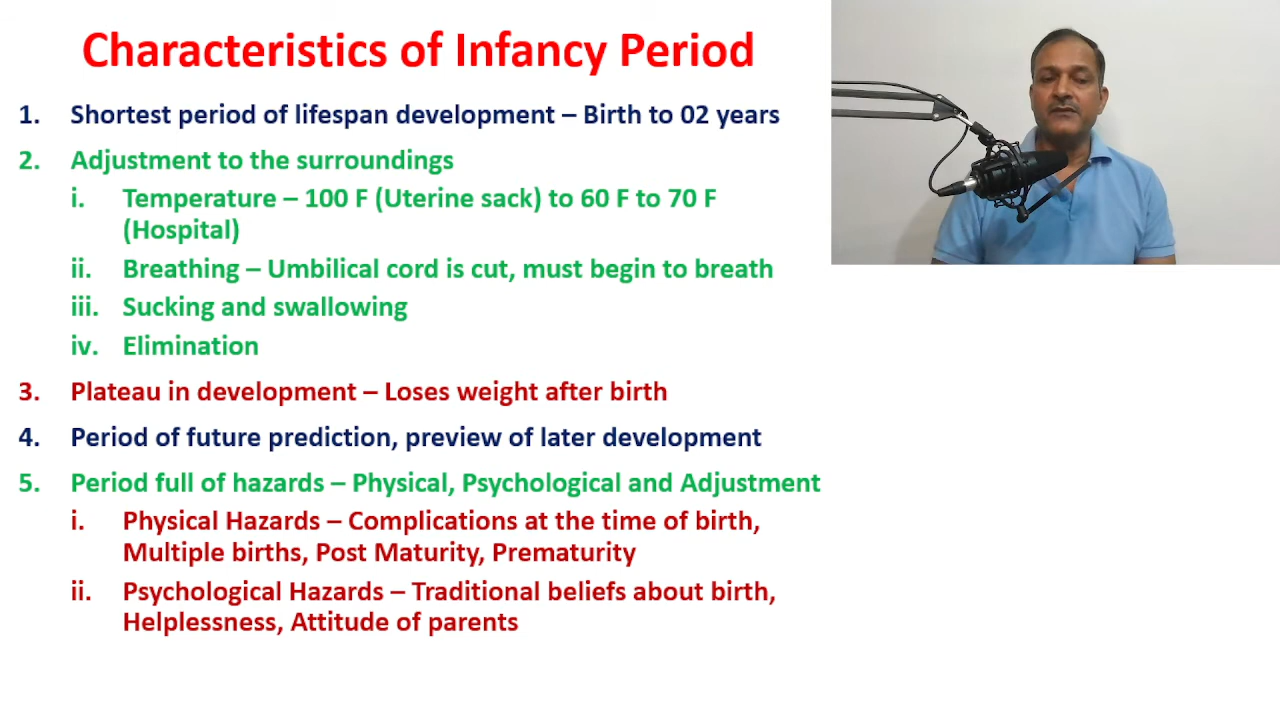 Characteristics of Infancy Period
1. Shortest period of lifespan development – Birth to 02 years
2. Adjustment to the surroundings
i. Temperature – 100 F (Uterine sack) to 60 F to 70 F
(Hospital)
ii. Breathing – Umbilical cord is cut, must begin to breath
iii. Sucking and swallowing
iv. Elimination
3. Plateau in development – Loses weight after birth
4. Period of future prediction, preview of later development
5. Period full of hazards – Physical, Psychological and Adjustment
i. Physical Hazards – Complications at the time of birth,
Multiple births, Post Maturity, Prematurity
ii. Psychological Hazards – Traditional beliefs about birth,
Helplessness, Attitude of parents